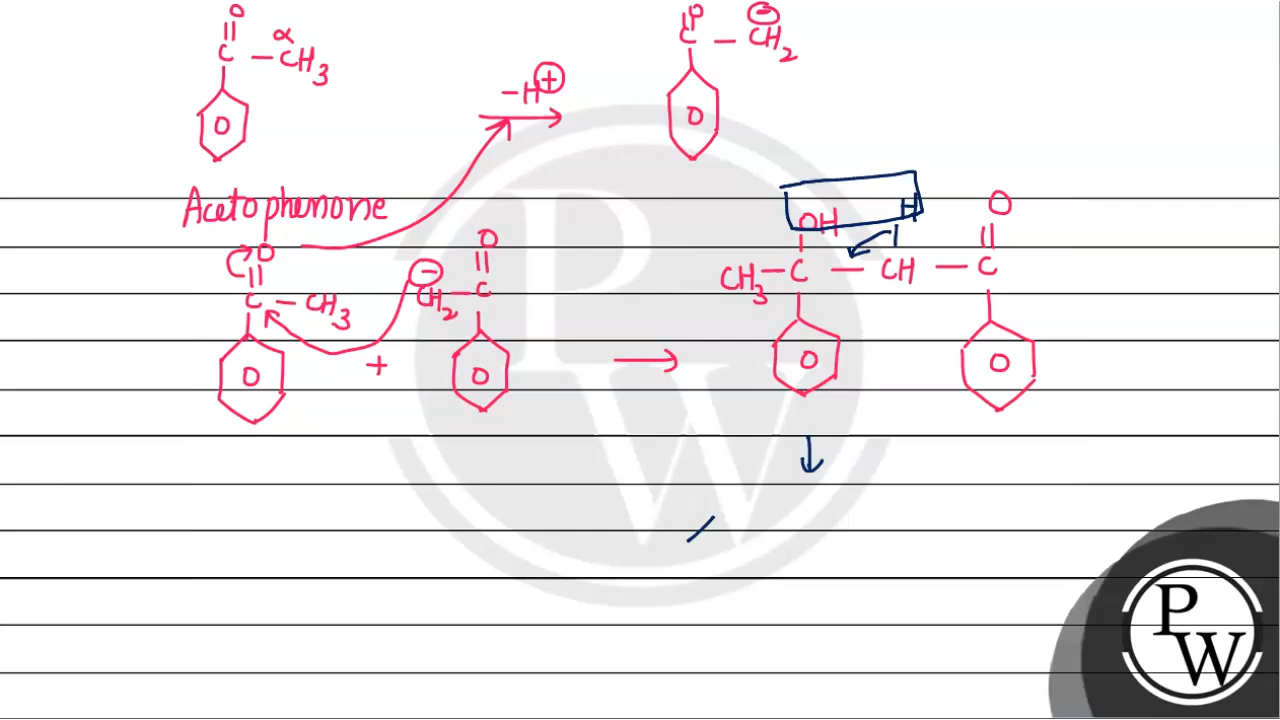 O O ⊖
C – CH3 α C – CH2
– H ⊕
O O
Acetophenone
OH H O
O O
C – CH3 ⊖ CH2 – C CH3 – C – CH – C
+
O O O O
P
W
P
W